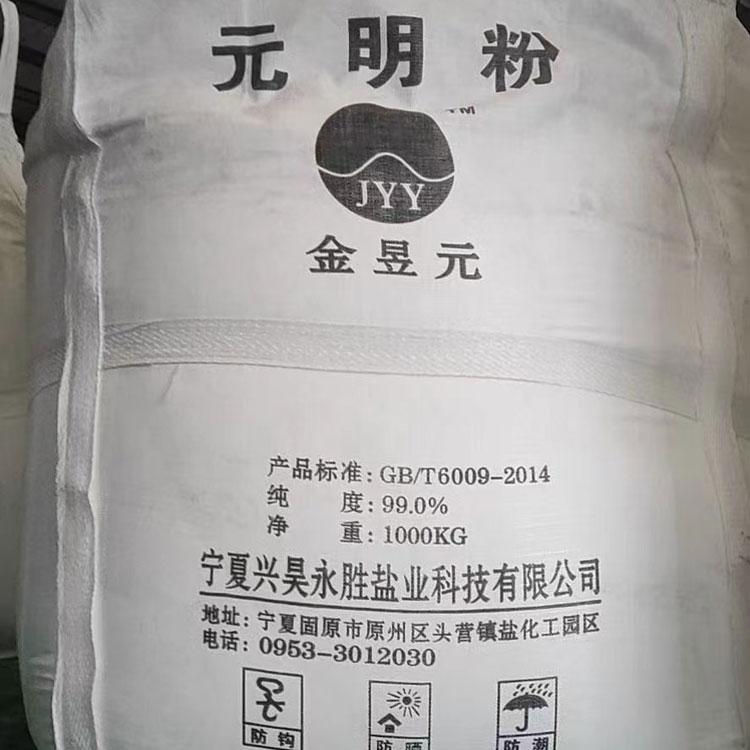 元明粉
TM
JYY
金昱元
产品标准: GB/T6009-2014
纯 度: 99.0%
净 重: 1000KG
宁夏兴昊永胜盐业科技有限公司
地址: 宁夏固原市原州区头营镇盐化工园区
电话: 0953-3012030
防钩 防晒 防潮